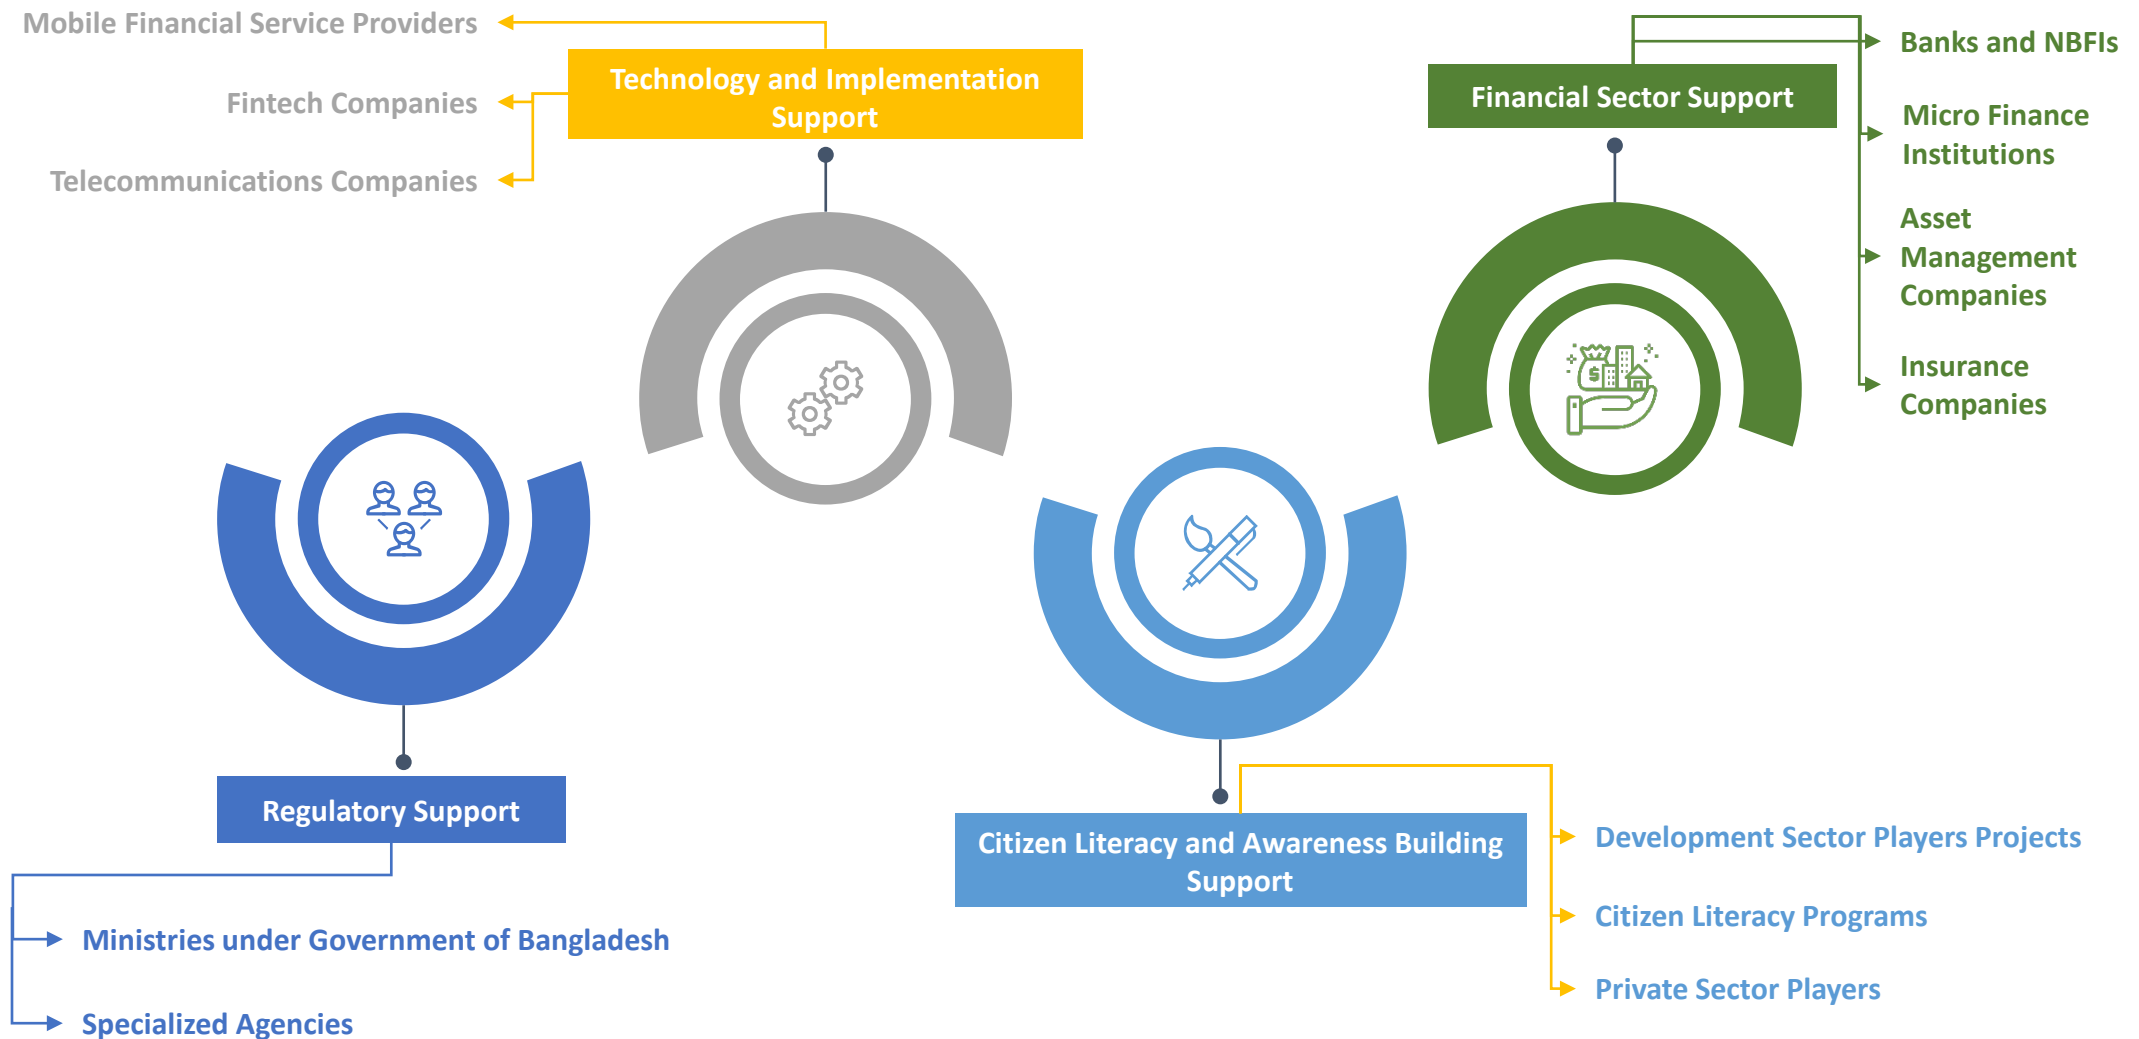 Mobile Financial Service Providers
Fintech Companies
Telecommunications Companies
Technology and Implementation
Support
Financial Sector Support
Banks and NBFIs
Micro Finance
Institutions
Asset
Management
Companies
Insurance
Companies
$
Regulatory Support
Ministries under Government of Bangladesh
Specialized Agencies
Citizen Literacy and Awareness Building
Support
Development Sector Players Projects
Citizen Literacy Programs
Private Sector Players